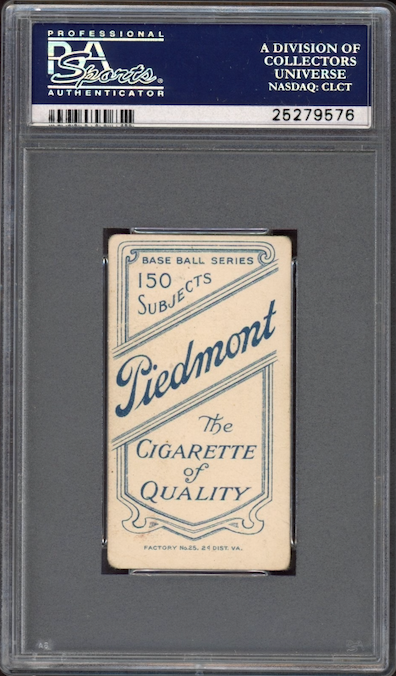 PROFESSIONAL
PSA
Sports
AUTHENTICATOR
A DIVISION OF
COLLECTORS
UNIVERSE
NASDAQ: CLCT
25279576
BASE BALL SERIES
150
SUBJECTS
Piedmont
The
CIGARETTE
of
QUALITY
FACTORY No. 25, 2d DIST. VA.